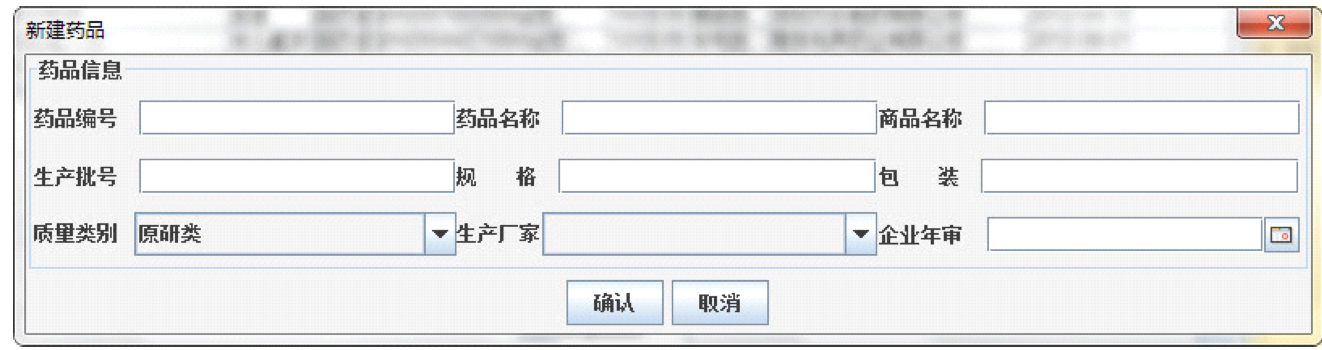 新建药品
药品信息
药品编号 药品名称 商品名称
生产批号 规 格 包 装
质量类别 原研类 生产厂家 企业年审
确认 取消